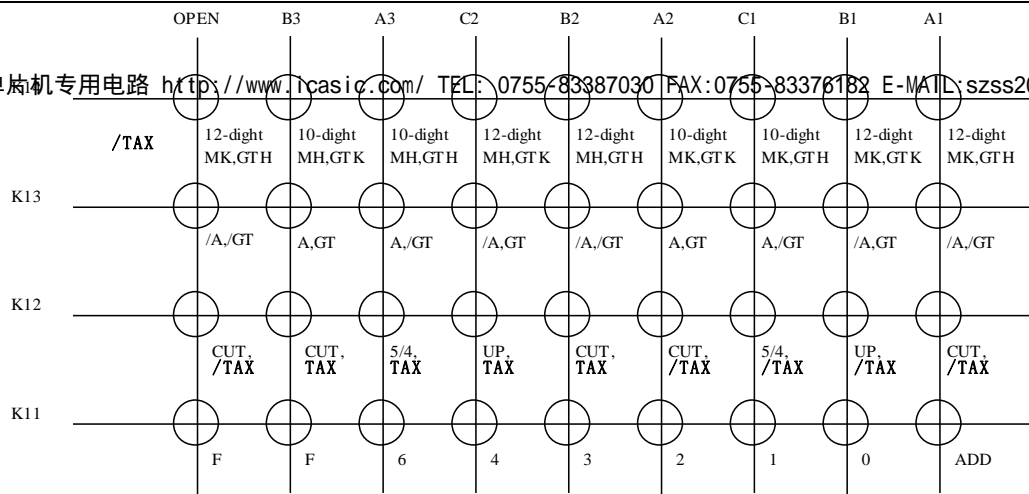 OPEN B3 A3 C2 B2 A2 C1 B1 A1
片机专用电路 http://www.icasic.com/ TEL: 0755-83387030 FAX:0755-83376182 E-MAIL:szss20
/TAX
12-dight 10-dight 10-dight 12-dight 12-dight 10-dight 10-dight 12-dight 12-dight
MK,GTH MH,GTK MH,GTH MH,GTK MH,GTH MK,GTK MK,GTH MK,GTK MK,GTH
K13
/A,/GT A,GT A,/GT /A,GT /A,/GT A,GT A,/GT /A,GT /A,/GT
K12
CUT, CUT, 5/4, UP, CUT, CUT, 5/4, UP, CUT,
/TAX TAX TAX TAX TAX /TAX /TAX /TAX /TAX
K11
F F 6 4 3 2 1 0 ADD